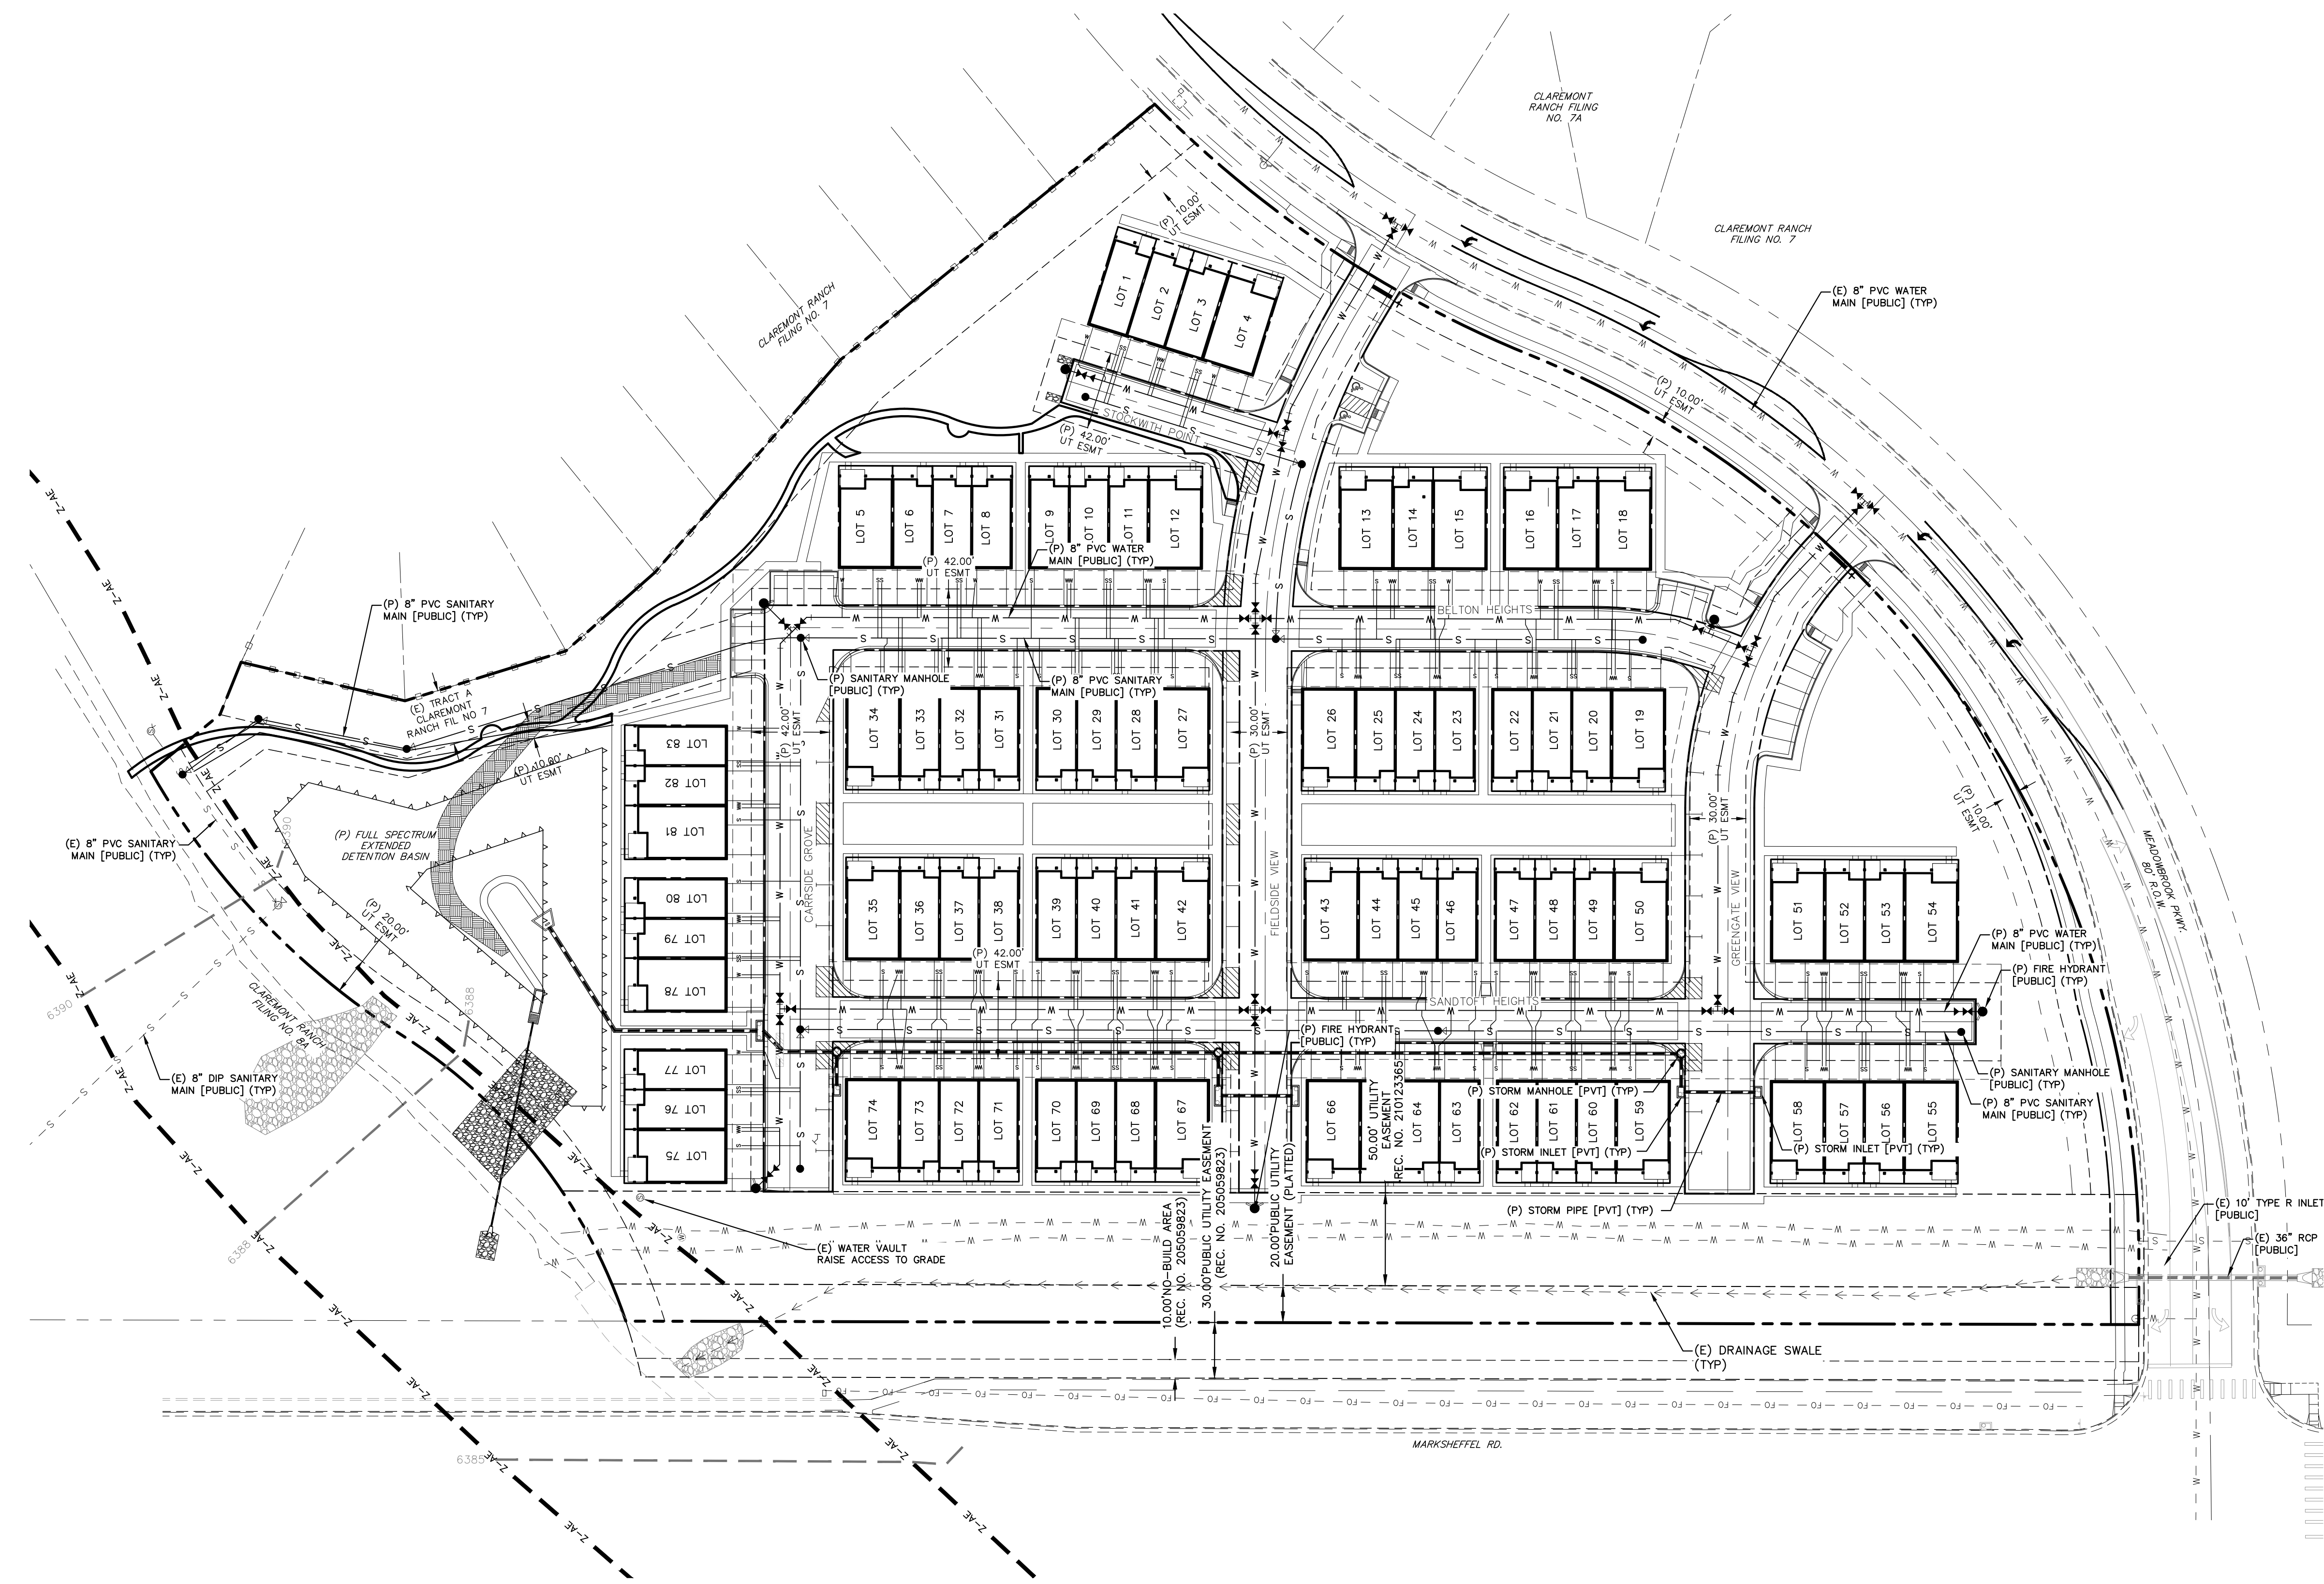 CLAREMONT
RANCH FILING
NO. 7A
CLAREMONT RANCH
FILING NO. 7
(P) 10.00'
UT ESMT
(E) 8" PVC WATER
MAIN [PUBLIC] (TYP)
CLAREMONT RANCH
FILING NO. 7
LOT 1
LOT 2
LOT 3
LOT 4
STOCKWITH POINT
(P) 42.00'
UT ESMT
(P) 10.00'
UT ESMT
LOT 5
LOT 6
LOT 7
LOT 8
LOT 9
LOT 10
LOT 11
LOT 12
LOT 13
LOT 14
LOT 15
LOT 16
LOT 17
LOT 18
(P) 42.00'
UT ESMT
(P) 8" PVC WATER
MAIN [PUBLIC] (TYP)
BELTON HEIGHTS
(P) 8" PVC SANITARY
MAIN [PUBLIC] (TYP)
(P) SANITARY MANHOLE
[PUBLIC] (TYP)
(P) 8" PVC SANITARY
MAIN [PUBLIC] (TYP)
(E) TRACT A
CLAREMONT
RANCH FIL NO 7
(P) 10.00'
UT ESMT
LOT 34
LOT 33
LOT 32
LOT 31
LOT 30
LOT 29
LOT 28
LOT 27
LOT 26
LOT 25
LOT 24
LOT 23
LOT 22
LOT 21
LOT 20
LOT 19
(P) 42.00'
UT ESMT
(P) 30.00'
UT ESMT
(P) 30.00'
UT ESMT
(P) 10.00'
UT ESMT
MEADOWBROOK PKWY.
80' R.O.W.
LOT 83
LOT 82
LOT 81
LOT 80
LOT 79
LOT 78
LOT 77
LOT 76
LOT 75
(E) 8" PVC SANITARY
MAIN [PUBLIC] (TYP)
(P) FULL SPECTRUM
EXTENDED
DETENTION BASIN
(P) 20.00'
UT ESMT
CARRSIDE GROVE
FIELDSIDE VIEW
GREENGATE VIEW
LOT 35
LOT 36
LOT 37
LOT 38
LOT 39
LOT 40
LOT 41
LOT 42
LOT 43
LOT 44
LOT 45
LOT 46
LOT 47
LOT 48
LOT 49
LOT 50
LOT 51
LOT 52
LOT 53
LOT 54
(P) 42.00'
UT ESMT
SANDTOFT HEIGHTS
(P) 8" PVC WATER
MAIN [PUBLIC] (TYP)
(P) FIRE HYDRANT
[PUBLIC] (TYP)
(P) FIRE HYDRANT
[PUBLIC] (TYP)
(P) SANITARY MANHOLE
[PUBLIC] (TYP)
(P) 8" PVC SANITARY
MAIN [PUBLIC] (TYP)
6390
6390
6388
6388
6385
CLAREMONT RANCH
FILING NO. 8A
(E) 8" DIP SANITARY
MAIN [PUBLIC] (TYP)
LOT 74
LOT 73
LOT 72
LOT 71
LOT 70
LOT 69
LOT 68
LOT 67
LOT 66
LOT 64
LOT 63
LOT 62
LOT 61
LOT 60
LOT 59
LOT 58
LOT 57
LOT 56
LOT 55
(P) STORM MANHOLE [PVT] (TYP)
(P) STORM INLET [PVT] (TYP)
(P) STORM INLET [PVT] (TYP)
(P) STORM PIPE [PVT] (TYP)
50.00' UTILITY
EASEMENT
REC. NO. 210123365
10.00'NO-BUILD AREA
(REC. NO. 205059823)
30.00'PUBLIC UTILITY EASEMENT
(REC. NO. 205059823)
20.00'PUBLIC UTILITY
EASEMENT (PLATTED)
(E) WATER VAULT
RAISE ACCESS TO GRADE
(E) 10' TYPE R INLET
[PUBLIC]
(E) 36" RCP
[PUBLIC]
(E) DRAINAGE SWALE
(TYP)
MARKSHEFFEL RD.
Z-AE